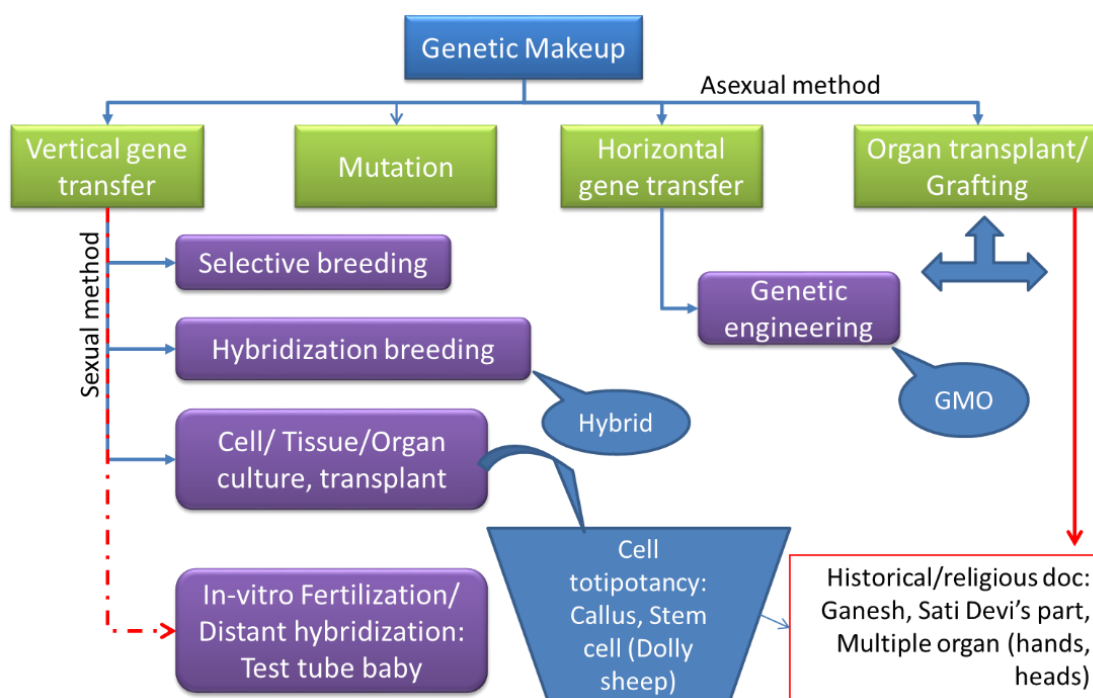 Genetic Makeup
Asexual method
Vertical gene
transfer
Mutation
Horizontal
gene transfer
Organ transplant/
Grafting
Sexual method
Selective breeding
Genetic
engineering
Hybridization breeding
GMO
Hybrid
Cell/ Tissue/Organ
culture, transplant
Cell
totipotancy:
Callus, Stem
cell (Dolly
sheep)
Historical/religious doc:
Ganesh, Sati Devi's part,
Multiple organ (hands,
heads)
In-vitro Fertilization/
Distant hybridization:
Test tube baby